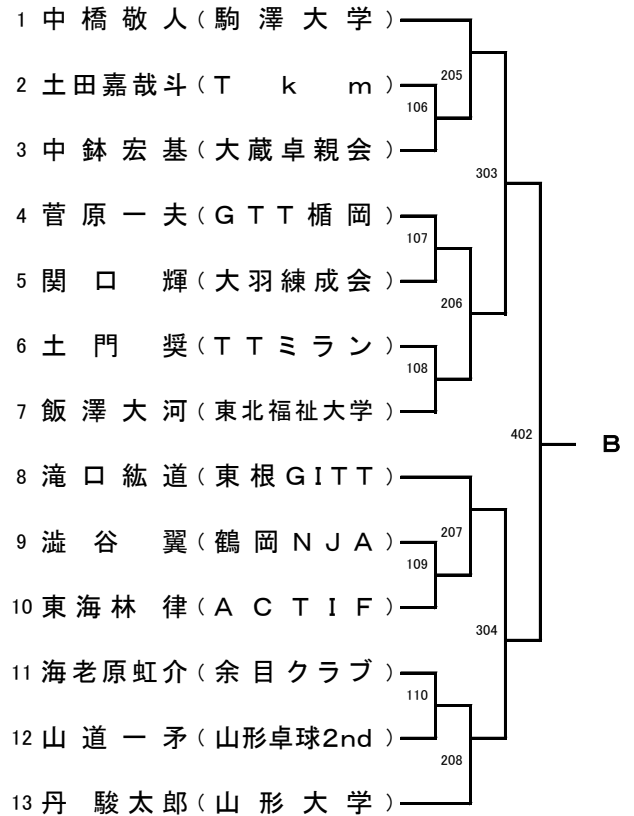 1 中橋敬人(駒澤大学)
205
2 土田嘉哉斗(Tkm)
106
3 中鉢宏基(大蔵卓親会)
303
4 菅原一夫(GTT楯岡)
107
5 関口輝(大羽練成会)
206
6 土門奨(TTミラン)
108
7 飯澤大河(東北福祉大学)
402
B
8 滝口紘道(東根GITT)
207
9 澁谷翼(鶴岡NJA)
109
10 東海林律(ACTIF)
304
11 海老原虹介(余目クラブ)
110
12 山道一矛(山形卓球2nd)
208
13 丹駿太郎(山形大学)